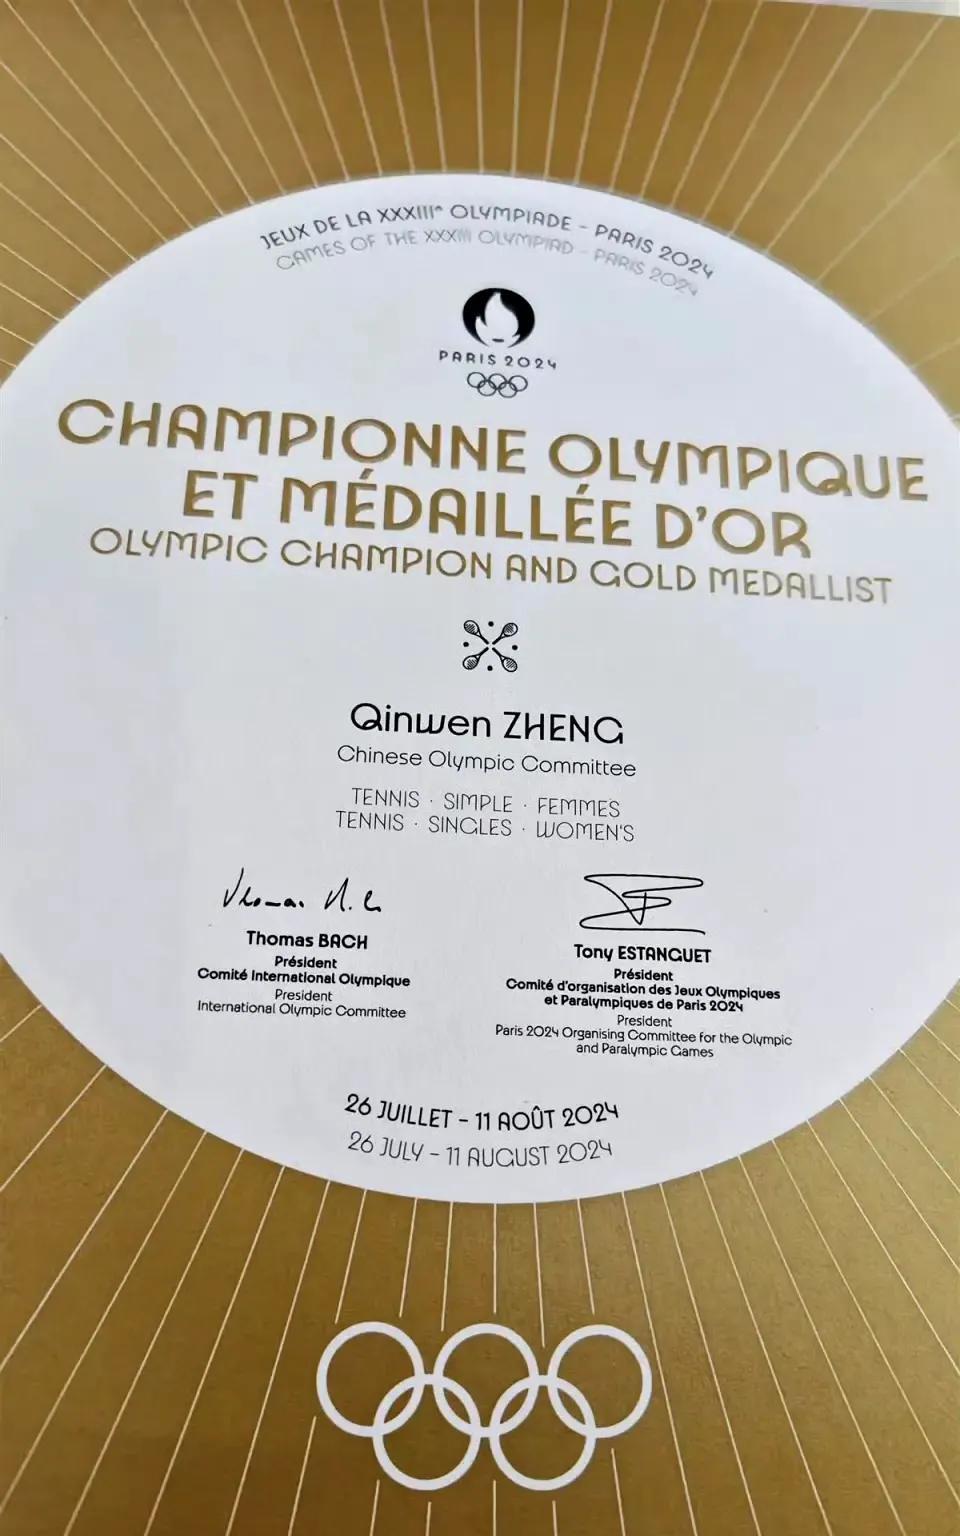 JEUX DE LA XXXIIIᵉ OLYMPIADE - PARIS 2024
GAMES OF THE XXXIII OLYMPIAD - PARIS 2024
PARIS 2024
CHAMPIONNE OLYMPIQUE
ET MÉDAILLÉE D'OR
OLYMPIC CHAMPION AND GOLD MEDALLIST
Qinwen ZHENG
Chinese Olympic Committee
TENNIS · SIMPLE · FEMMES
TENNIS · SINGLES · WOMEN'S
Thomas BACH
Président
Comité International Olympique
President
International Olympic Committee
Tony ESTANGUET
Président
Comité d'organisation des Jeux Olympiques
et Paralympiques de Paris 2024
President
Paris 2024 Organising Committee for the Olympic
and Paralympic Games
26 JUILLET - 11 AOÛT 2024
26 JULY - 11 AUGUST 2024